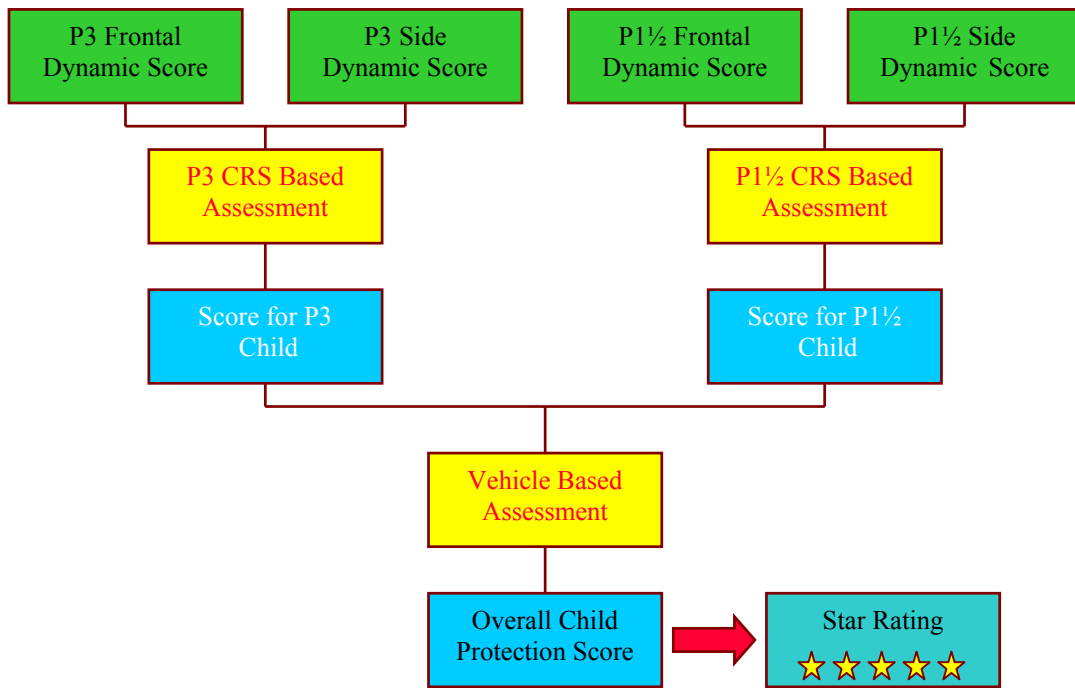 P3 Frontal
Dynamic Score
P3 Side
Dynamic Score
P1½ Frontal
Dynamic Score
P1½ Side
Dynamic Score
P3 CRS Based
Assessment
P1½ CRS Based
Assessment
Score for P3
Child
Score for P1½
Child
Vehicle Based
Assessment
Overall Child
Protection Score
Star Rating